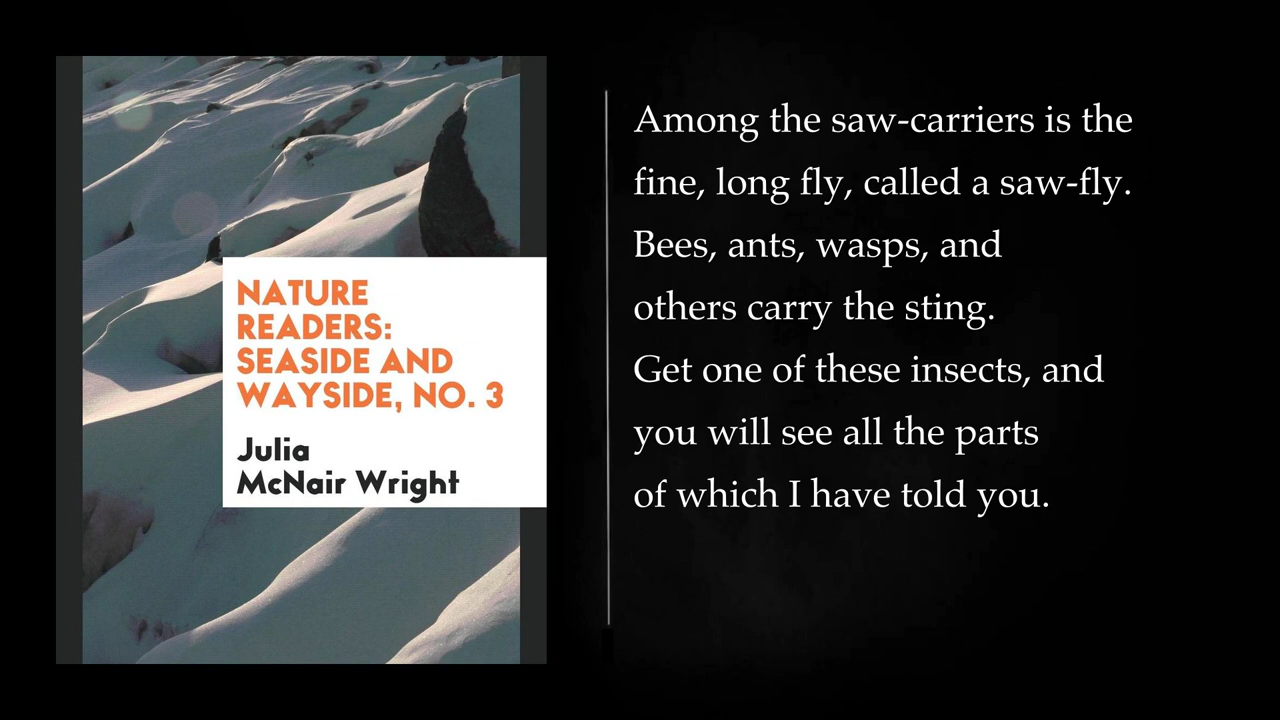 NATURE
READERS:
SEASIDE AND
WAYSIDE, NO. 3
Julia
McNair Wright
Among the saw-carriers is the
fine, long fly, called a saw-fly.
Bees, ants, wasps, and
others carry the sting.
Get one of these insects, and
you will see all the parts
of which I have told you.